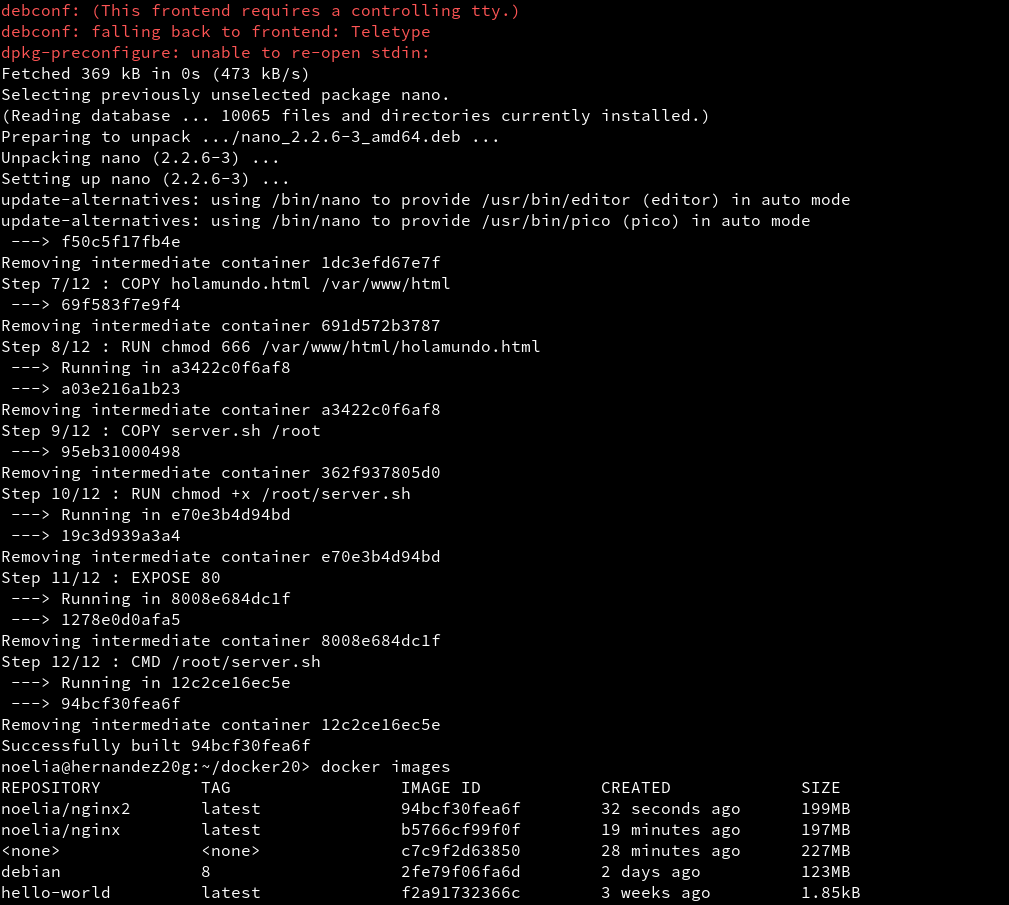 debconf: (This frontend requires a controlling tty.)
debconf: falling back to frontend: Teletype
dpkg-preconfigure: unable to re-open stdin:
Fetched 369 kB in 0s (473 kB/s)
Selecting previously unselected package nano.
(Reading database ... 10065 files and directories currently installed.)
Preparing to unpack .../nano_2.2.6-3_amd64.deb ...
Unpacking nano (2.2.6-3) ...
Setting up nano (2.2.6-3) ...
update-alternatives: using /bin/nano to provide /usr/bin/editor (editor) in auto mode
update-alternatives: using /bin/nano to provide /usr/bin/pico (pico) in auto mode
 ---> f50c5f17fb4e
Removing intermediate container 1dc3efd67e7f
Step 7/12 : COPY holamundo.html /var/www/html
 ---> 69f583f7e9f4
Removing intermediate container 691d572b3787
Step 8/12 : RUN chmod 666 /var/www/html/holamundo.html
 ---> Running in a3422c0f6af8
 ---> a03e216a1b23
Removing intermediate container a3422c0f6af8
Step 9/12 : COPY server.sh /root
 ---> 95eb31000498
Removing intermediate container 362f937805d0
Step 10/12 : RUN chmod +x /root/server.sh
 ---> Running in e70e3b4d94bd
 ---> 19c3d939a3a4
Removing intermediate container e70e3b4d94bd
Step 11/12 : EXPOSE 80
 ---> Running in 8008e684dc1f
 ---> 1278e0d0afa5
Removing intermediate container 8008e684dc1f
Step 12/12 : CMD /root/server.sh
 ---> Running in 12c2ce16ec5e
 ---> 94bcf30fea6f
Removing intermediate container 12c2ce16ec5e
Successfully built 94bcf30fea6f
noelia@hernandez20g:~/docker20> docker images
REPOSITORY          TAG                 IMAGE ID            CREATED             SIZE
noelia/nginx2       latest              94bcf30fea6f        32 seconds ago      199MB
noelia/nginx        latest              b5766cf99f0f        19 minutes ago      197MB
<none>              <none>              c7c9f2d63850        28 minutes ago      227MB
debian              8                   2fe79f06fa6d        2 days ago          123MB
hello-world         latest              f2a91732366c        3 weeks ago         1.85kB